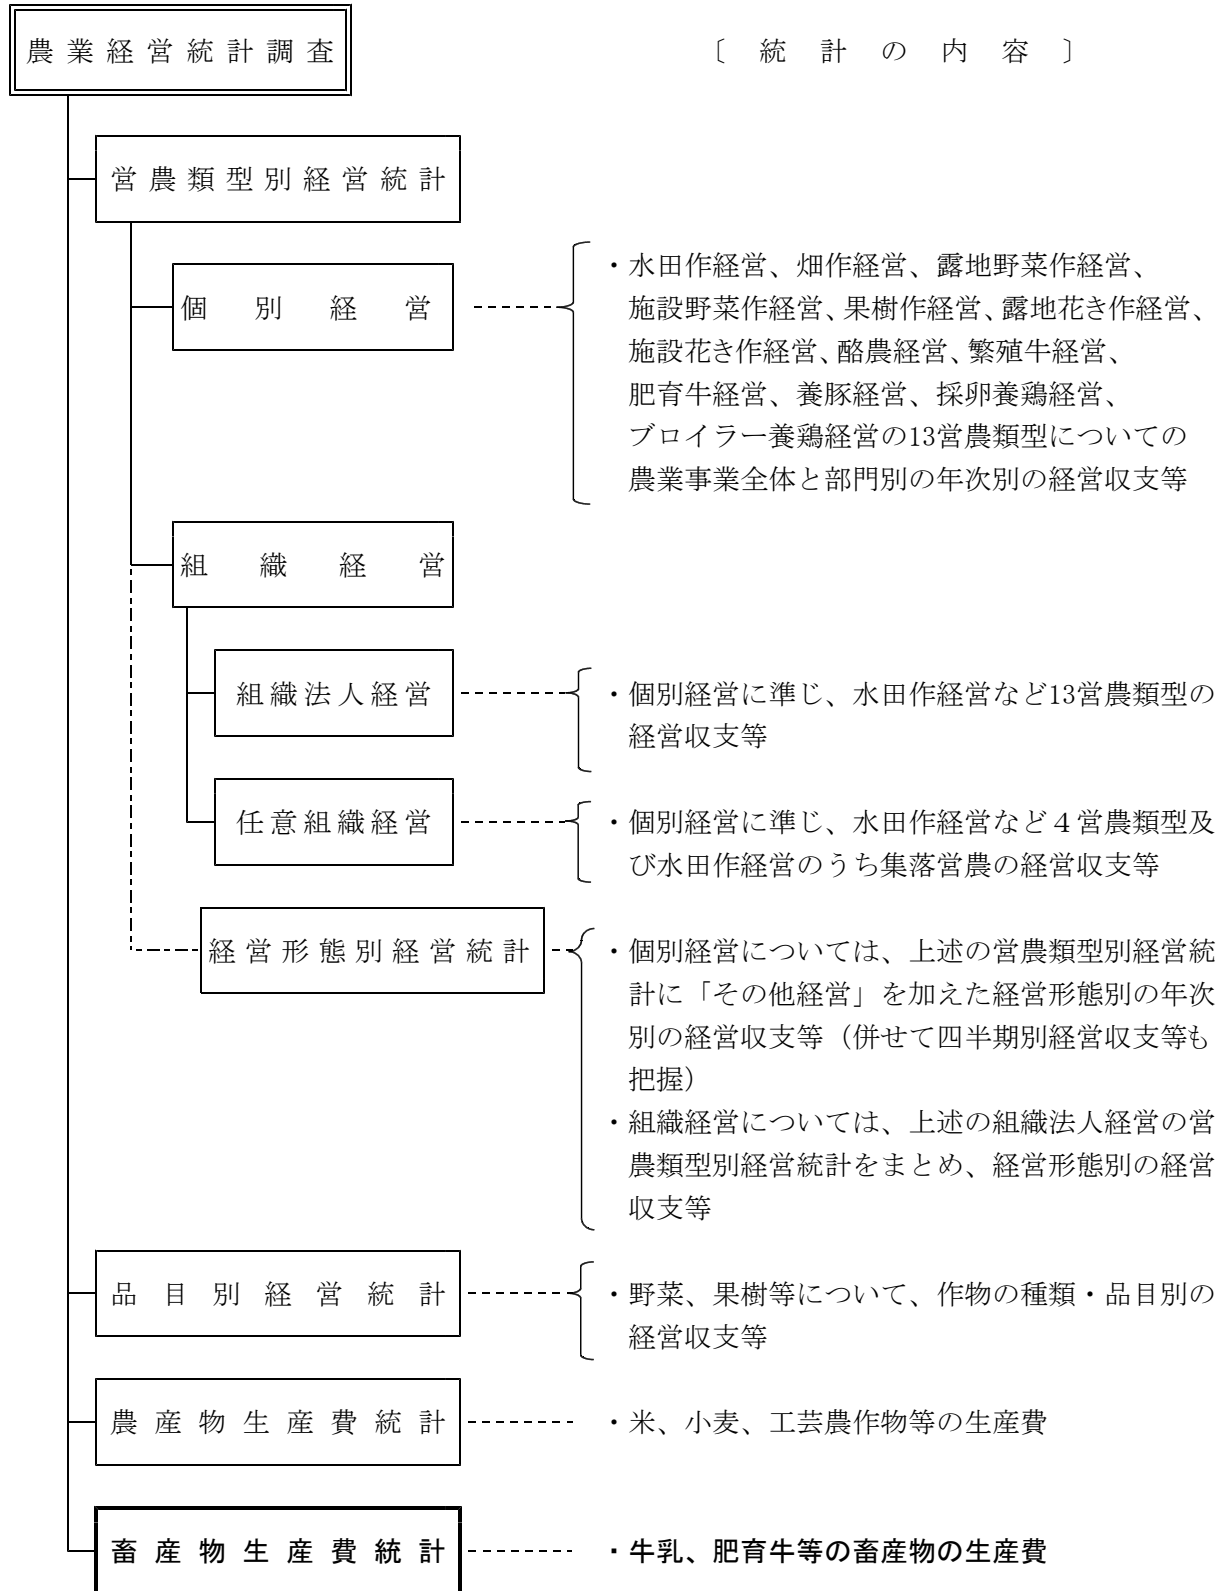 農業経営統計調査
〔統計の内容〕
営農類型別経営統計
個別経営
・水田作経営、畑作経営、露地野菜作経営、
施設野菜作経営、果樹作経営、露地花き作経営、
施設花き作経営、酪農経営、繁殖牛経営、
肥育牛経営、養豚経営、採卵養鶏経営、
ブロイラー養鶏経営の13営農類型についての
農業事業全体と部門別の年次別の経営収支等
組織経営
組織法人経営
・個別経営に準じ、水田作経営など13営農類型の
経営収支等
任意組織経営
・個別経営に準じ、水田作経営など４営農類型及
び水田作経営のうち集落営農の経営収支等
経営形態別経営統計
・個別経営については、上述の営農類型別経営統
計に「その他経営」を加えた経営形態別の年次
別の経営収支等（併せて四半期別経営収支等も
把握）
・組織経営については、上述の組織法人経営の営
農類型別経営統計をまとめ、経営形態別の経営
収支等
品目別経営統計
・野菜、果樹等について、作物の種類・品目別の
経営収支等
農産物生産費統計
・米、小麦、工芸農作物等の生産費
畜産物生産費統計
・牛乳、肥育牛等の畜産物の生産費